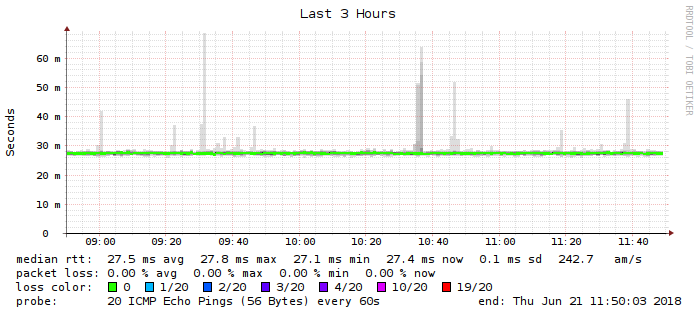 Last 3 Hours
RRDTOOL / TOBI OETIKER
Seconds
60 m
50 m
40 m
30 m
20 m
10 m
0
09:00 09:20 09:40 10:00 10:20 10:40 11:00 11:20 11:40
median rtt: 27.5 ms avg 27.8 ms max 27.1 ms min 27.4 ms now 0.1 ms sd 242.7 am/s
packet loss: 0.00 % avg 0.00 % max 0.00 % min 0.00 % now
loss color: 0 1/20 2/20 3/20 4/20 10/20 19/20
probe: 20 ICMP Echo Pings (56 Bytes) every 60s end: Thu Jun 21 11:50:03 2018